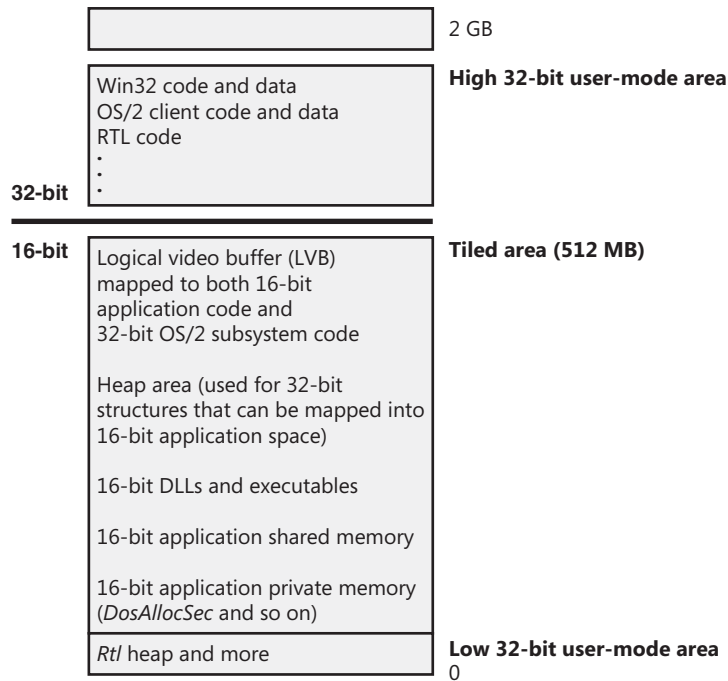 2 GB
Win32 code and data
OS/2 client code and data
RTL code
.
.
.
High 32-bit user-mode area
32-bit
16-bit
Logical video buffer (LVB)
mapped to both 16-bit
application code and
32-bit OS/2 subsystem code
Heap area (used for 32-bit
structures that can be mapped into
16-bit application space)
16-bit DLLs and executables
16-bit application shared memory
16-bit application private memory
(DosAllocSec and so on)
Tiled area (512 MB)
Rtl heap and more
Low 32-bit user-mode area
0